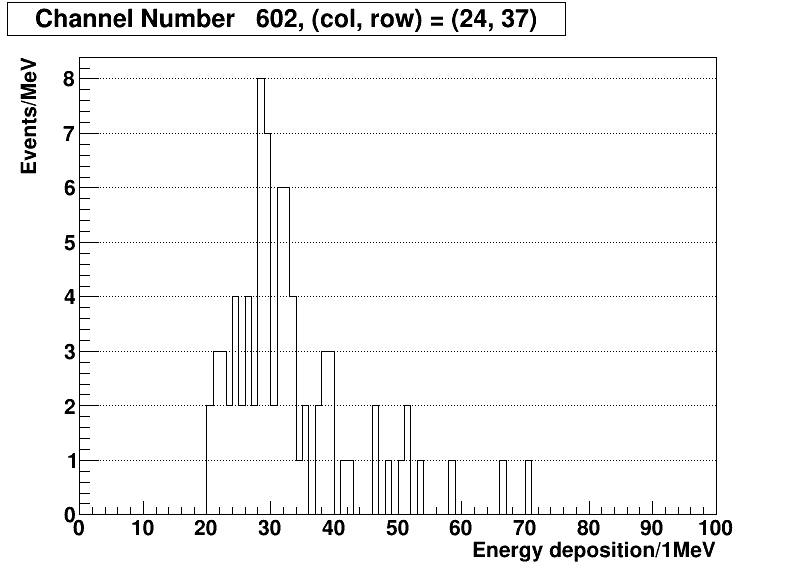 Channel Number 602, (col, row) = (24, 37)
Events/MeV
8
7
6
5
4
3
2
1
0
0 10 20 30 40 50 60 70 80 90 100
Energy deposition/1MeV